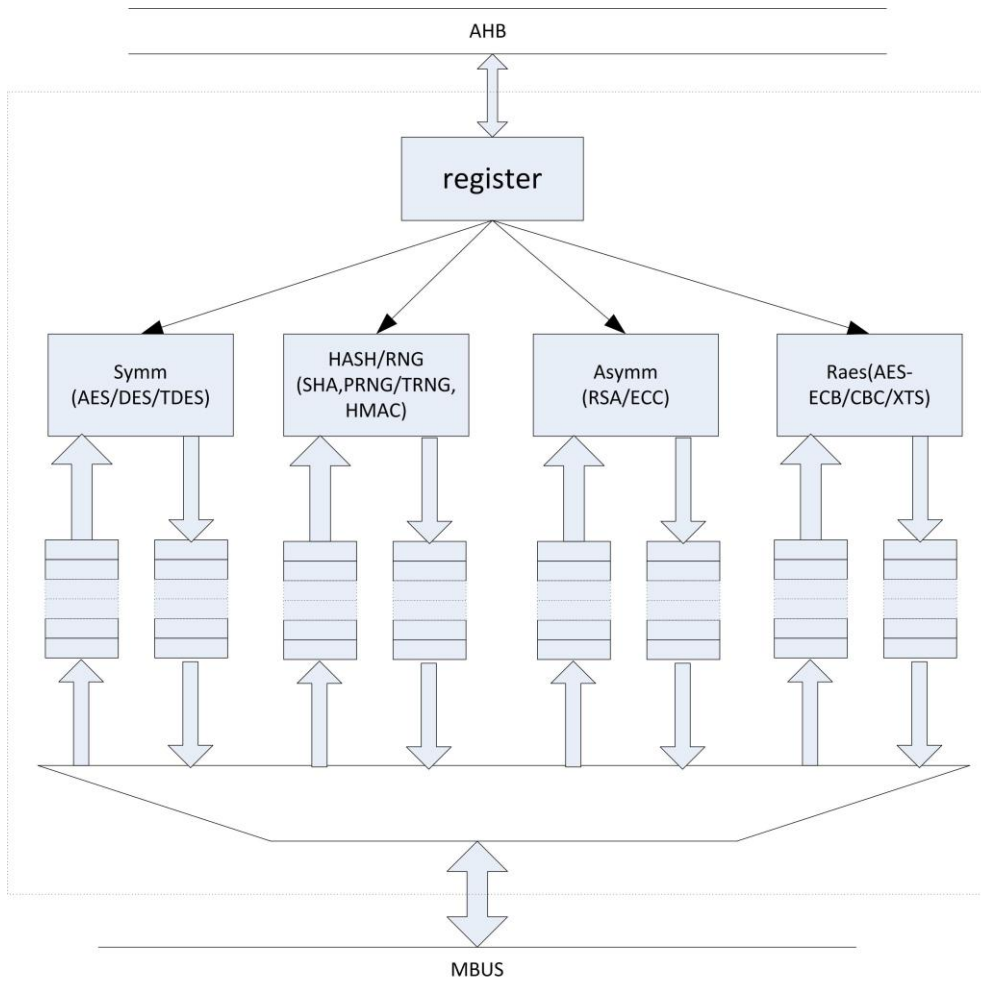 AHB
register
Symm
(AES/DES/TDES)
HASH/RNG
(SHA,PRNG/TRNG,
HMAC)
Asymm
(RSA/ECC)
Raes(AES-
ECB/CBC/XTS)
MBUS